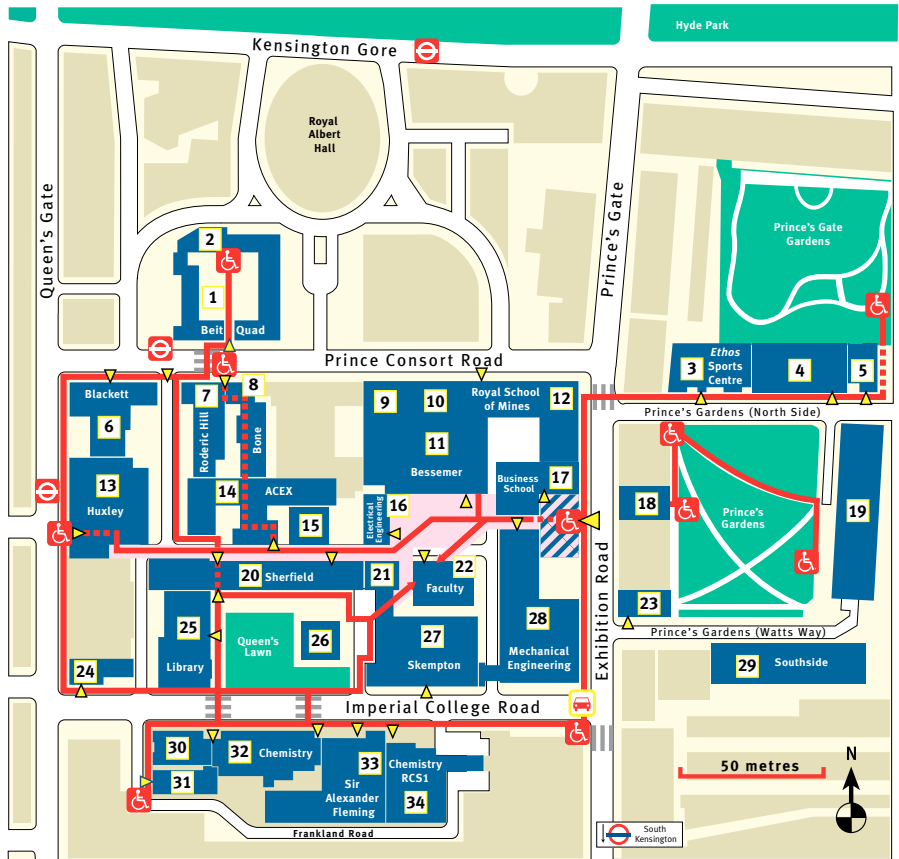 Hyde Park
Kensington Gore
Royal
Albert
Hall
Queen's Gate
Prince's Gate
Prince's Gate
Gardens
2
1
Beit Quad
Prince Consort Road
Ethos
Sports
Centre
3
4
5
Prince's Gardens (North Side)
Blackett
6
7
8
Roderic Hill
Bone
9
10
Royal School
of Mines
12
11
Bessemer
13
Huxley
14
ACEX
15
16
Electrical
Engineering
Business
School
17
18
Prince's
Gardens
19
20
Sherfield
21
22
Faculty
23
Prince's Gardens (Watts Way)
Exhibition Road
24
25
Library
Queen's
Lawn
26
27
Skempton
28
Mechanical
Engineering
29
Southside
Imperial College Road
30
31
32
Chemistry
33
Sir
Alexander
Fleming
Chemistry
RCS1
34
Frankland Road
50 metres
N
South
Kensington